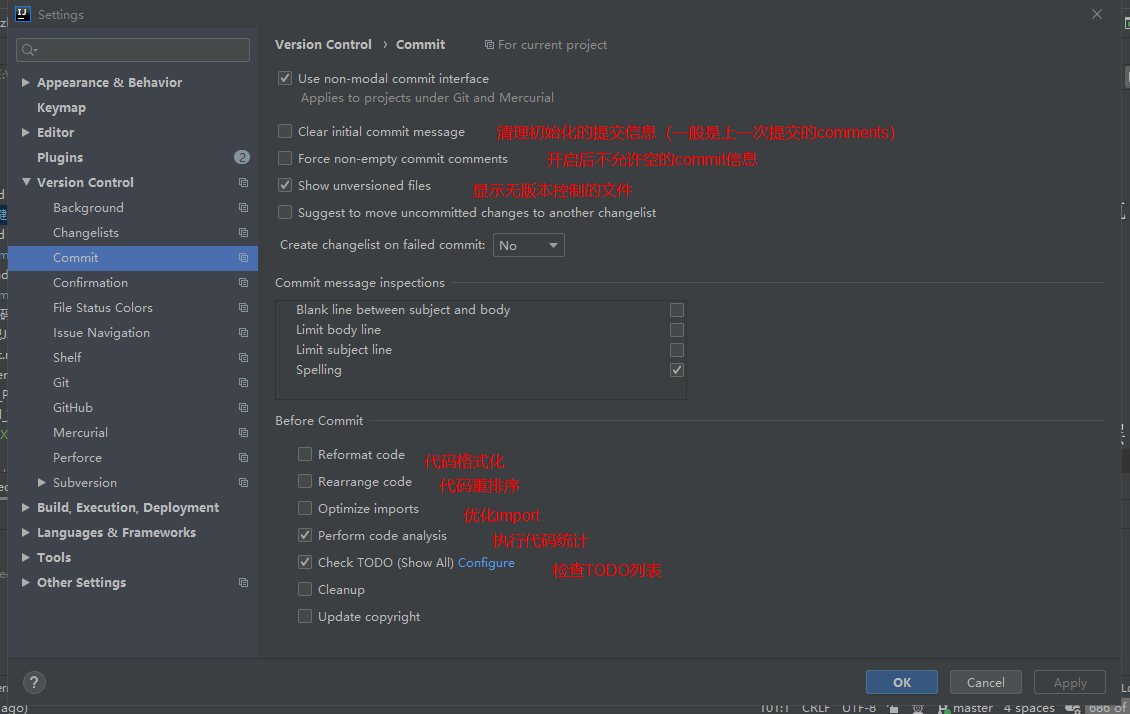 Settings
Version Control › Commit For current project
Use non-modal commit interface
Applies to projects under Git and Mercurial
Clear initial commit message 清理初始化的提交信息（一般是上一次提交的comments）
Force non-empty commit comments 开启后不允许空的commit信息
Show unversioned files 显示无版本控制的文件
Suggest to move uncommitted changes to another changelist
Create changelist on failed commit: No
Commit message inspections
Blank line between subject and body
Limit body line
Limit subject line
Spelling
Before Commit
Reformat code 代码格式化
Rearrange code 代码重排序
Optimize imports 优化import
Perform code analysis 执行代码统计
Check TODO (Show All) Configure 检查TODO列表
Cleanup
Update copyright
Appearance & Behavior
Keymap
Editor
Plugins 2
Version Control
Background
Changelists
Commit
Confirmation
File Status Colors
Issue Navigation
Shelf
Git
GitHub
Mercurial
Perforce
Subversion
Build, Execution, Deployment
Languages & Frameworks
Tools
Other Settings
? OK Cancel Apply
ago) 101:1 CRLF UTF-8 master 4 spaces 686 of